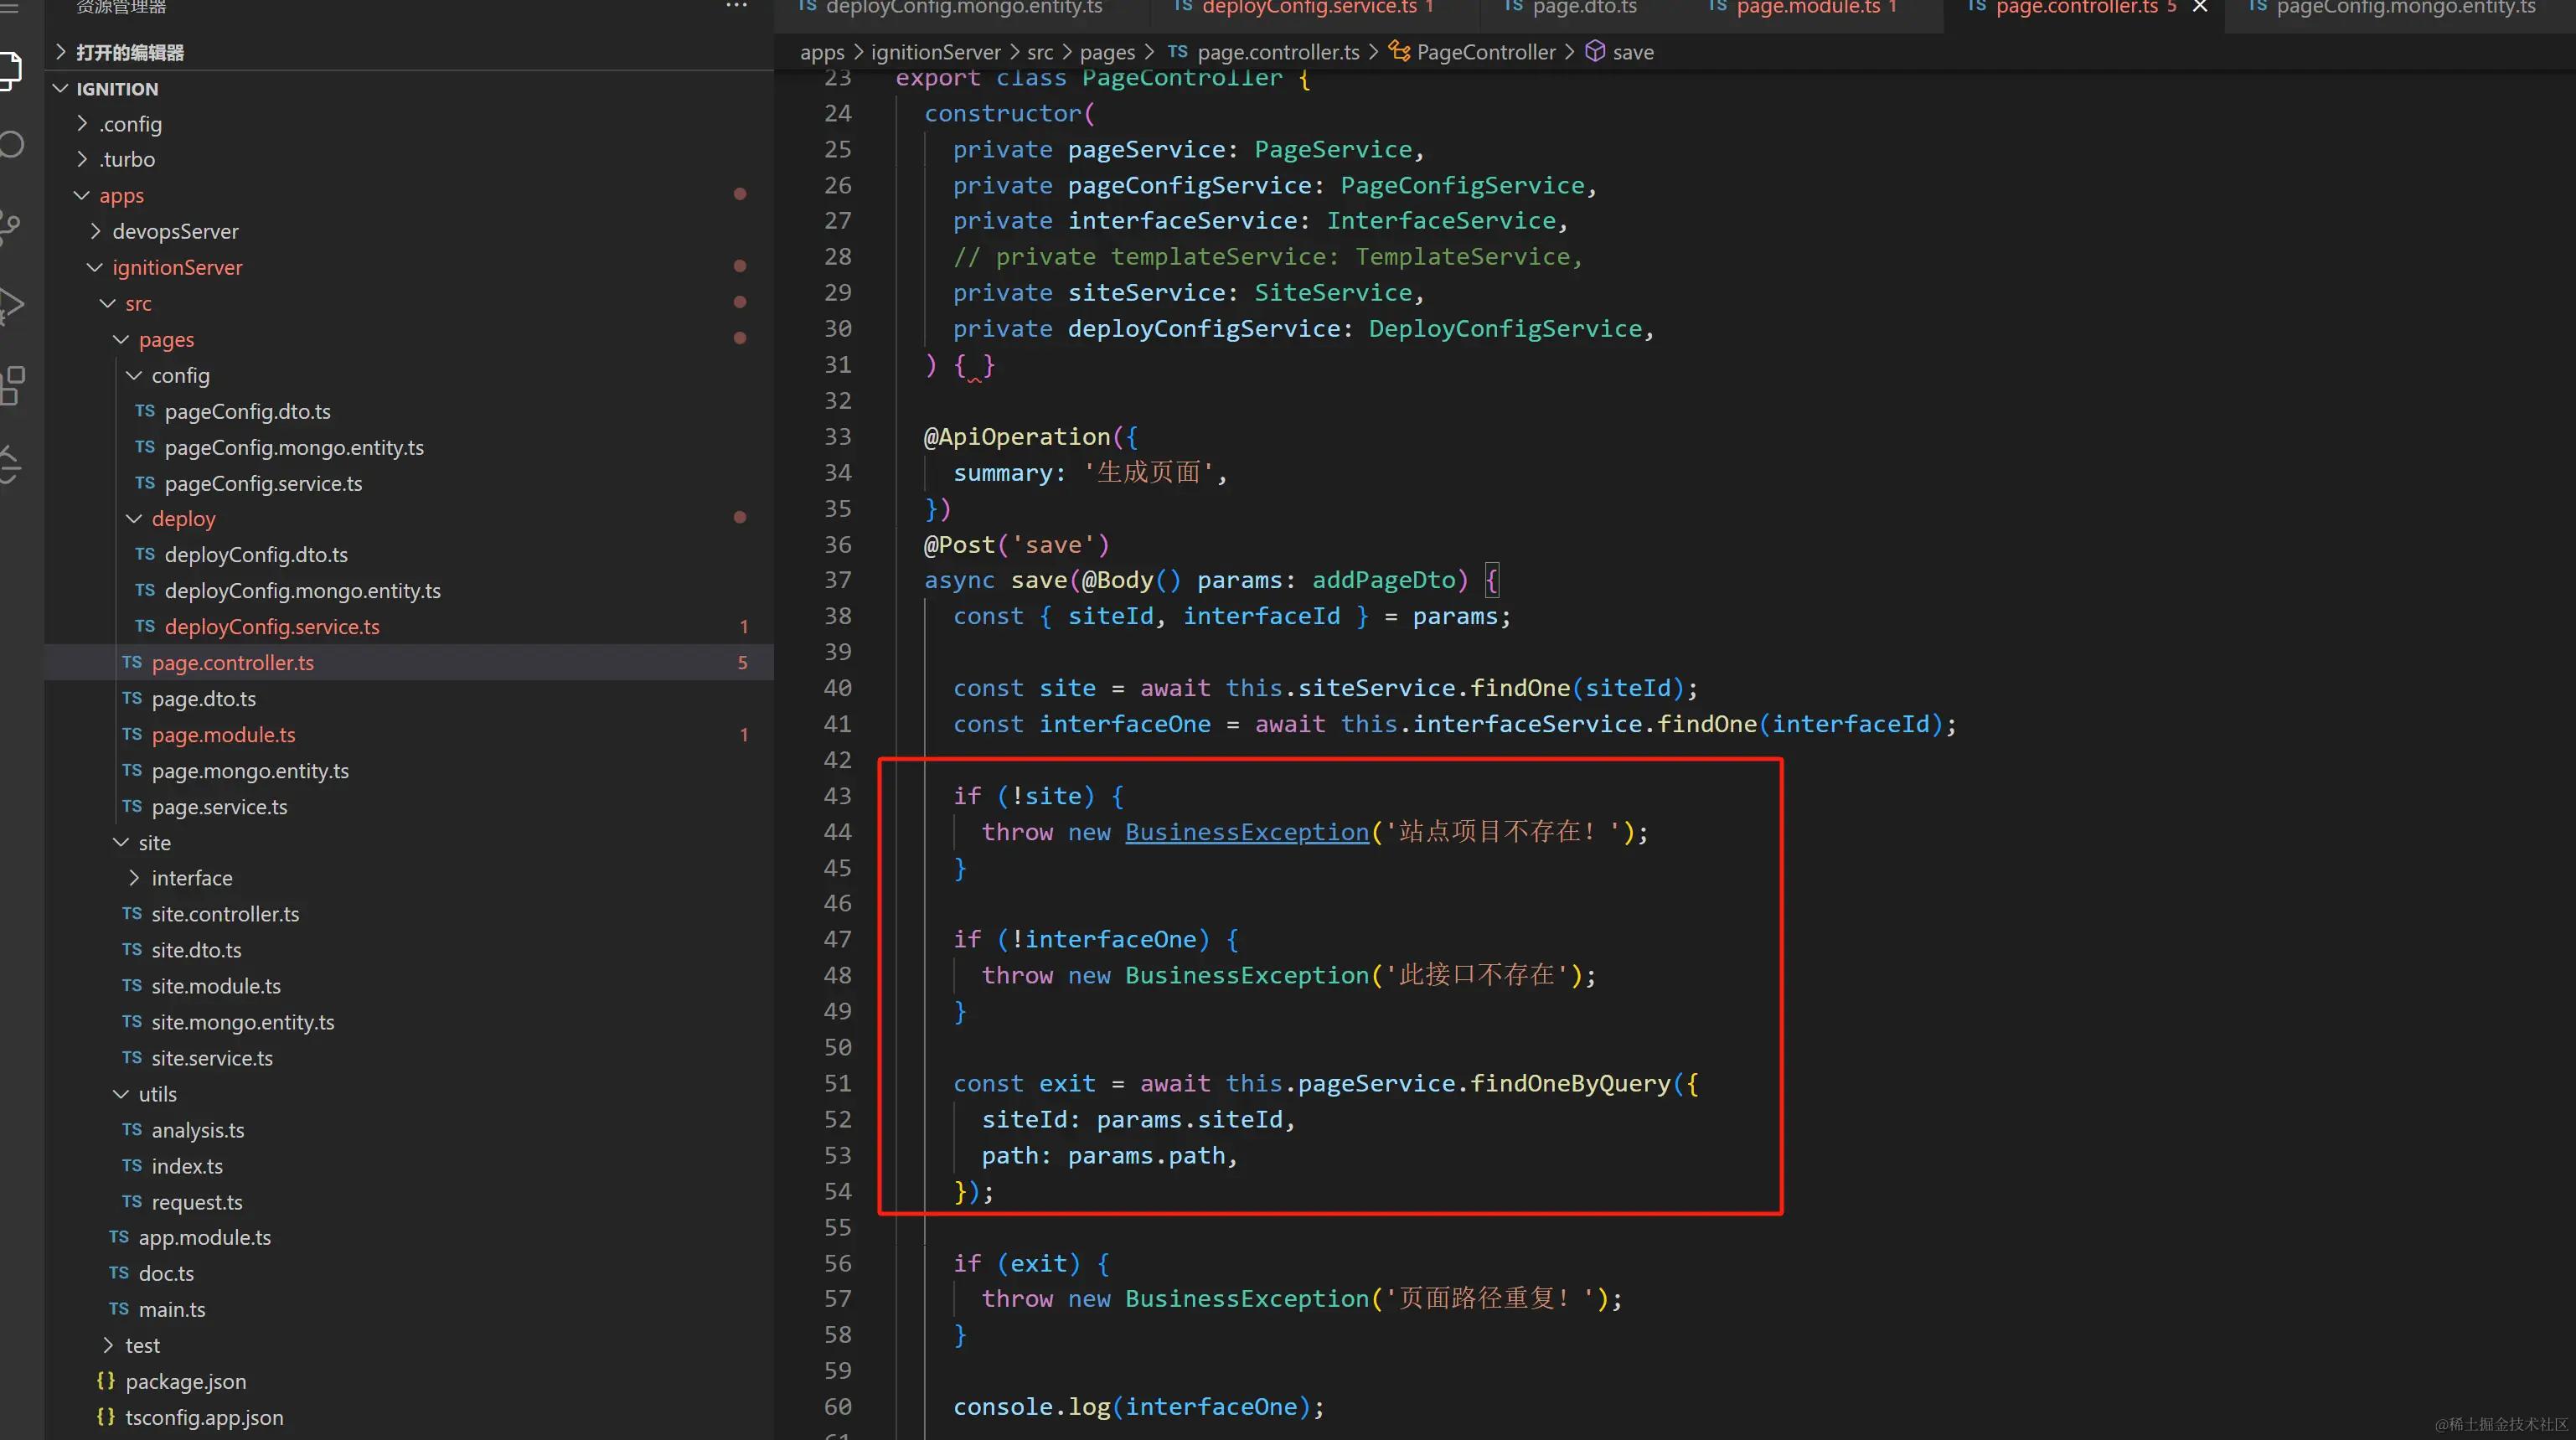 资源管理器
打开的编辑器
IGNITION
.config
.turbo
apps
devopsServer
ignitionServer
src
pages
config
TS pageConfig.dto.ts
TS pageConfig.mongo.entity.ts
TS pageConfig.service.ts
deploy
TS deployConfig.dto.ts
TS deployConfig.mongo.entity.ts
TS deployConfig.service.ts 1
TS page.controller.ts 5
TS page.dto.ts
TS page.module.ts 1
TS page.mongo.entity.ts
TS page.service.ts
site
interface
TS site.controller.ts
TS site.dto.ts
TS site.module.ts
TS site.mongo.entity.ts
TS site.service.ts
utils
TS analysis.ts
TS index.ts
TS request.ts
TS app.module.ts
TS doc.ts
TS main.ts
test
{} package.json
{} tsconfig.app.json
TS deployConfig.mongo.entity.ts TS deployConfig.service.ts 1 TS page.dto.ts TS page.module.ts 1 TS page.controller.ts 5 TS pageConfig.mongo.entity.ts
apps > ignitionServer > src > pages > TS page.controller.ts > PageController > save
23 export class PageController {
24 constructor(
25 private pageService: PageService,
26 private pageConfigService: PageConfigService,
27 private interfaceService: InterfaceService,
28 // private templateService: TemplateService,
29 private siteService: SiteService,
30 private deployConfigService: DeployConfigService,
31 ) { }
32
33 @ApiOperation({
34 summary: '生成页面',
35 })
36 @Post('save')
37 async save(@Body() params: addPageDto) {
38 const { siteId, interfaceId } = params;
39
40 const site = await this.siteService.findOne(siteId);
41 const interfaceOne = await this.interfaceService.findOne(interfaceId);
42
43 if (!site) {
44 throw new BusinessException('站点项目不存在！');
45 }
46
47 if (!interfaceOne) {
48 throw new BusinessException('此接口不存在');
49 }
50
51 const exit = await this.pageService.findOneByQuery({
52 siteId: params.siteId,
53 path: params.path,
54 });
55
56 if (exit) {
57 throw new BusinessException('页面路径重复！');
58 }
59
60 console.log(interfaceOne);
61
@稀土掘金技术社区